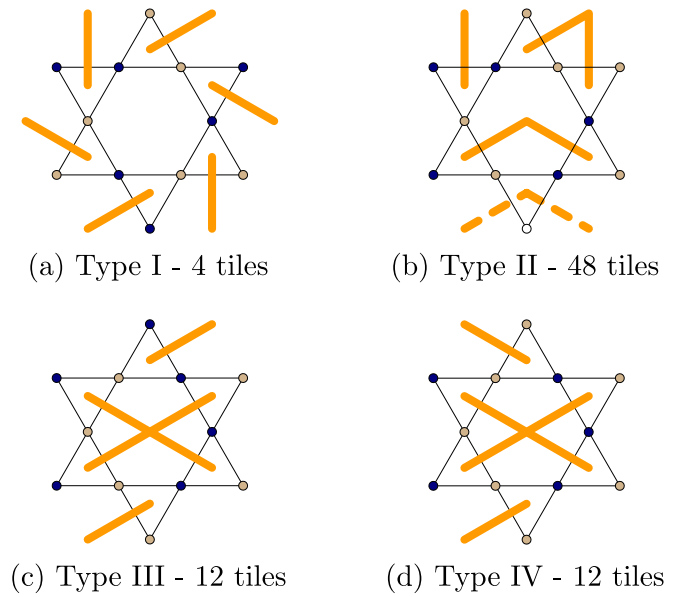 (a) Type I - 4 tiles
(b) Type II - 48 tiles
(c) Type III - 12 tiles
(d) Type IV - 12 tiles